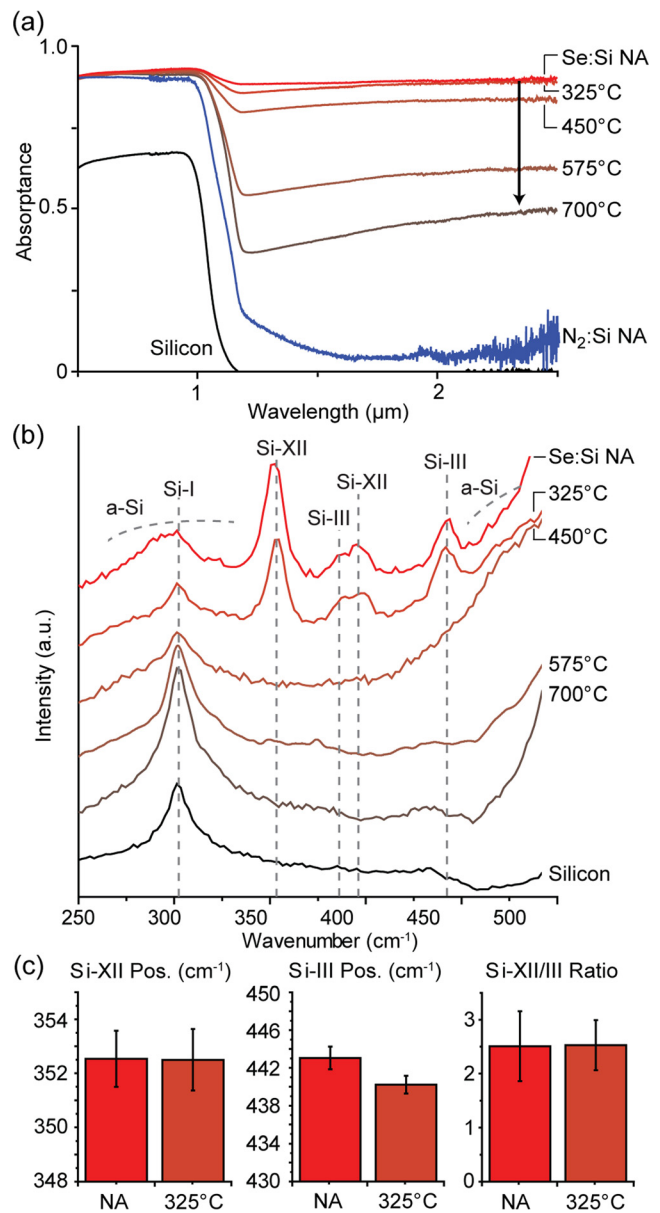 (a)
1.0
0.5
0
Absorptance
Se:Si NA
325°C
450°C
575°C
700°C
N₂:Si NA
Silicon
1
2
Wavelength (µm)
(b)
Si-XII
Si-I
a-Si
Si-III
Si-XII
Si-III
a-Si
Se:Si NA
325°C
450°C
575°C
700°C
Silicon
Intensity (a.u.)
250
300
350
400
450
500
Wavenumber (cm⁻¹)
(c)
Si-XII Pos. (cm⁻¹)
354
352
350
348
NA
325°C
Si-III Pos. (cm⁻¹)
450
446
443
440
437
434
430
NA
325°C
Si-XII/III Ratio
3
2
1
0
NA
325°C